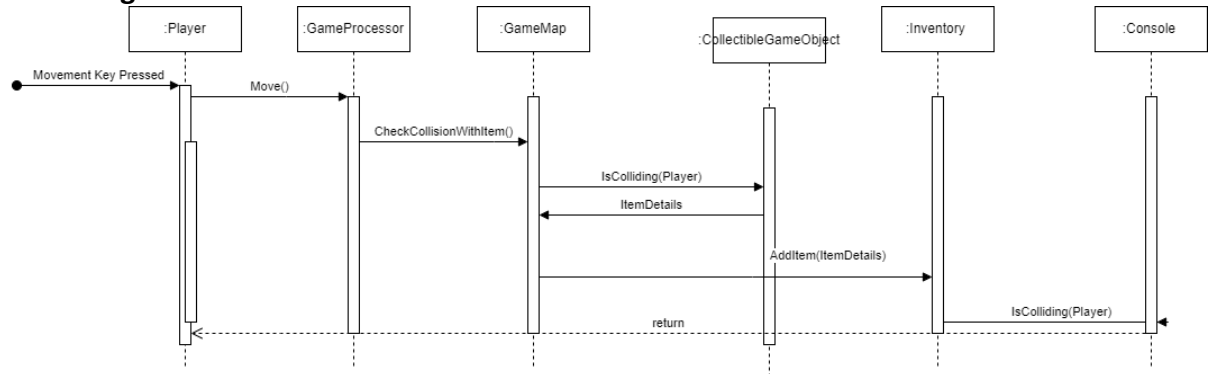 :Player
:GameProcessor
:GameMap
:CollectibleGameObject
:Inventory
:Console
Movement Key Pressed
Move()
CheckCollisionWithItem()
IsColliding(Player)
ItemDetails
AddItem(ItemDetails)
IsColliding(Player)
return